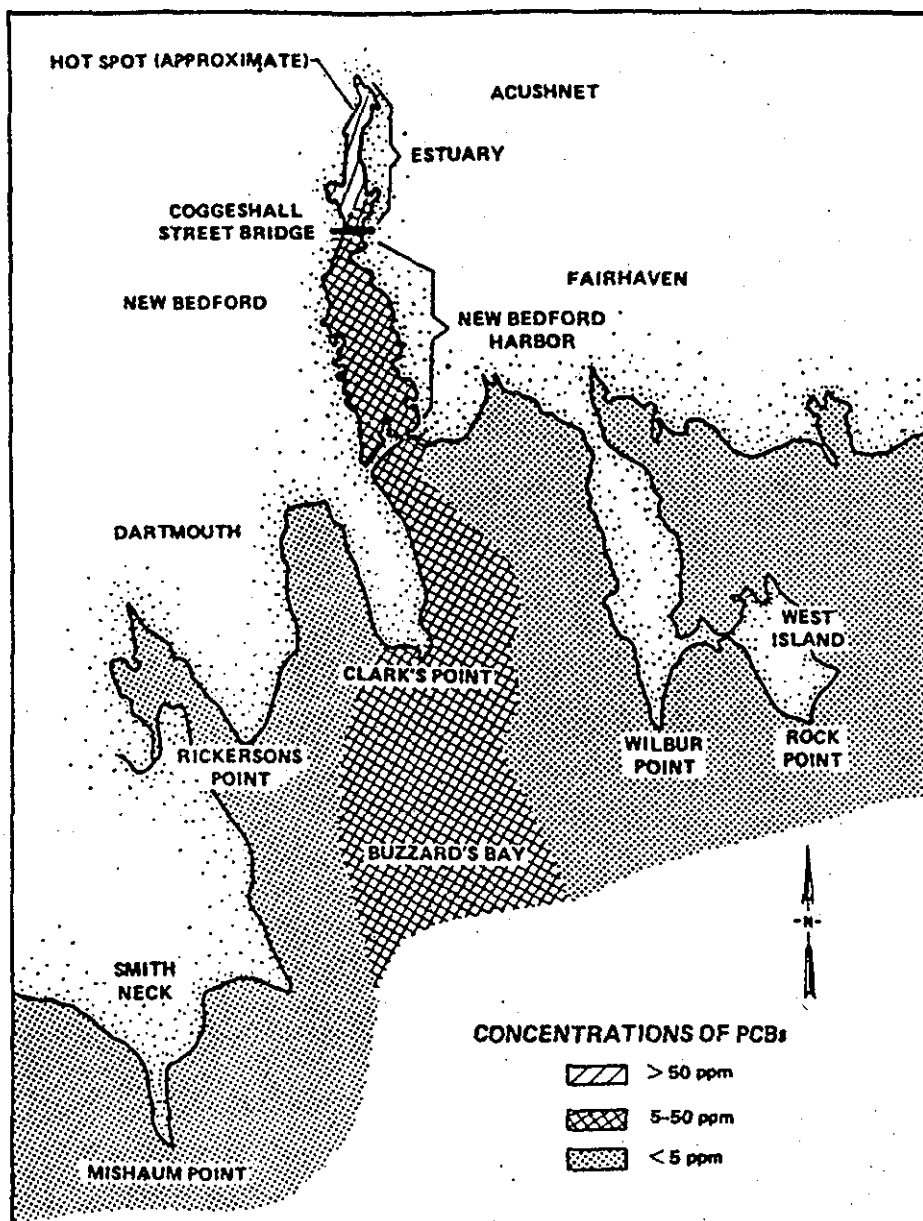 HOT SPOT (APPROXIMATE)
ACUSHNET
ESTUARY
COGGESHALL
STREET BRIDGE
FAIRHAVEN
NEW BEDFORD
NEW BEDFORD
HARBOR
DARTMOUTH
WEST
ISLAND
CLARK'S POINT
RICKERSONS
POINT
WILBUR
POINT
ROCK
POINT
BUZZARD'S BAY
-N-
SMITH
NECK
CONCENTRATIONS OF PCBs
> 50 ppm
5-50 ppm
< 5 ppm
MISHAUM POINT